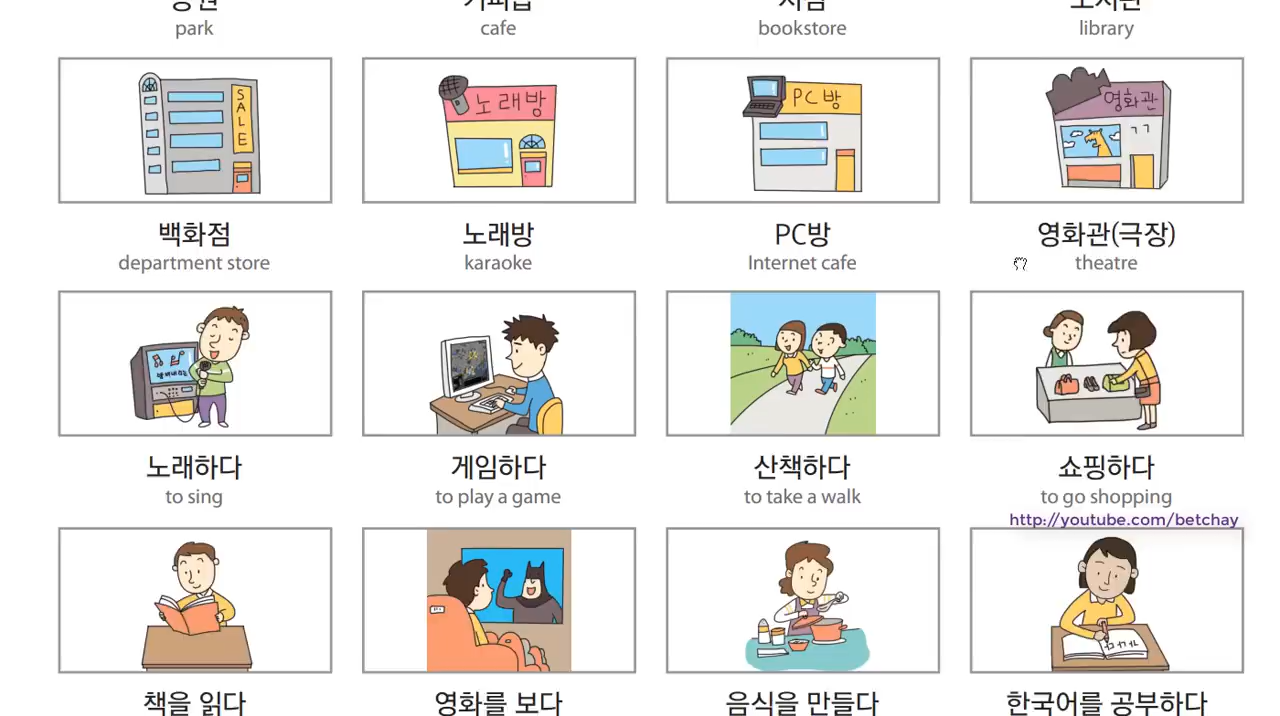 park
cafe
bookstore
library
SALE
노래방
PC방
영화관
백화점
노래방
PC방
영화관(극장)
department store
karaoke
Internet cafe
theatre
노래하다
게임하다
산책하다
쇼핑하다
to sing
to play a game
to take a walk
to go shopping
http://youtube.com/betchay
책을 읽다
영화를 보다
음식을 만들다
한국어를 공부하다